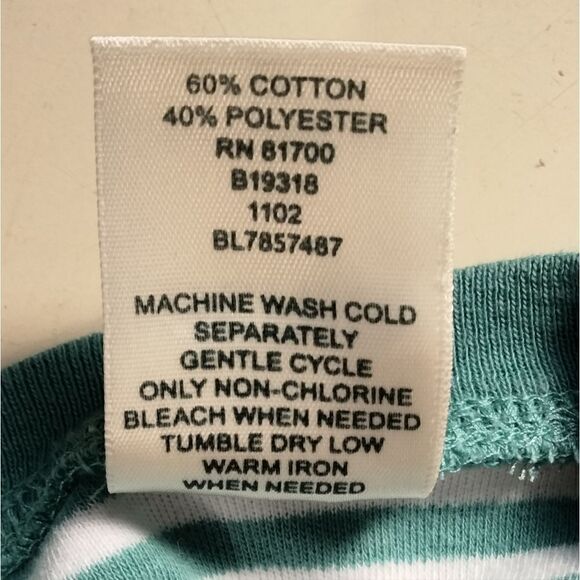 60% COTTON
40% POLYESTER
RN 81700
B19318
1102
BL7857487
MACHINE WASH COLD
SEPARATELY
GENTLE CYCLE
ONLY NON-CHLORINE
BLEACH WHEN NEEDED
TUMBLE DRY LOW
WARM IRON
WHEN NEEDED